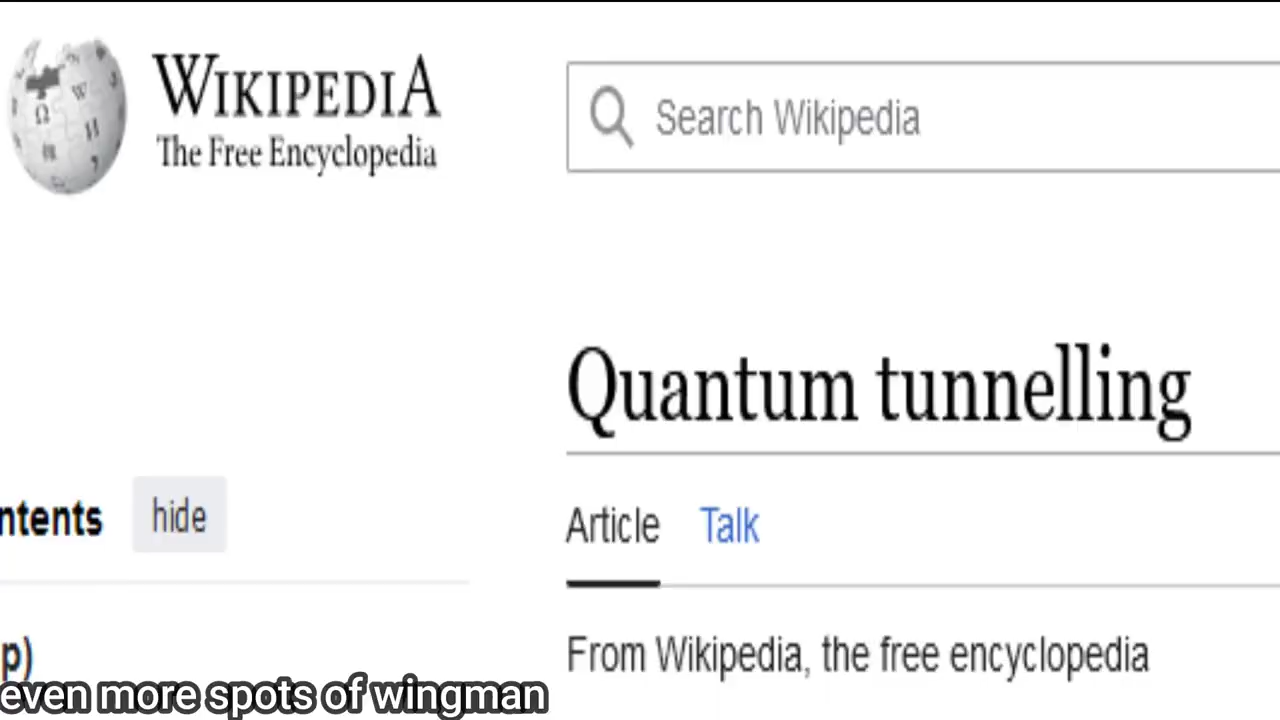 WIKIPEDIA
The Free Encyclopedia
Search Wikipedia
Quantum tunnelling
ntents hide
Article Talk
p)
From Wikipedia, the free encyclopedia
even more spots of wingman